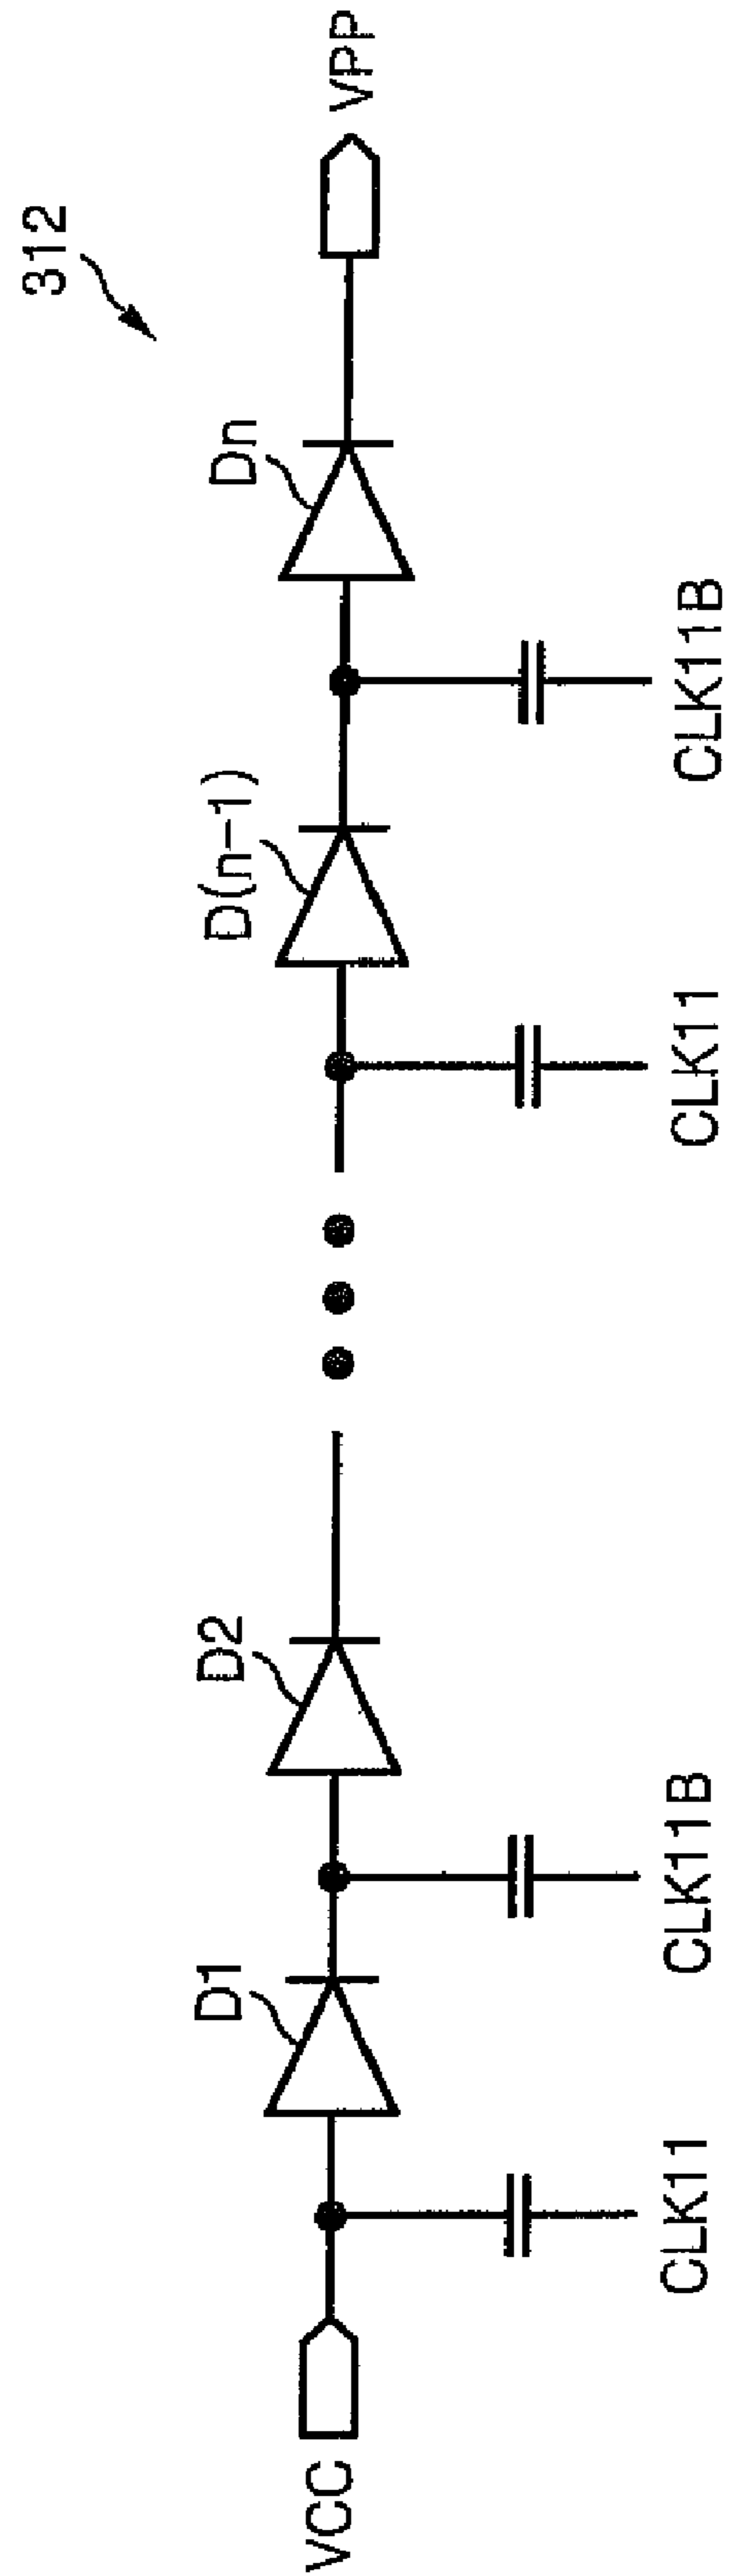 312
VCC
D1
D2
D(n-1)
Dn
VPP
CLK11
CLK11B
CLK11
CLK11B